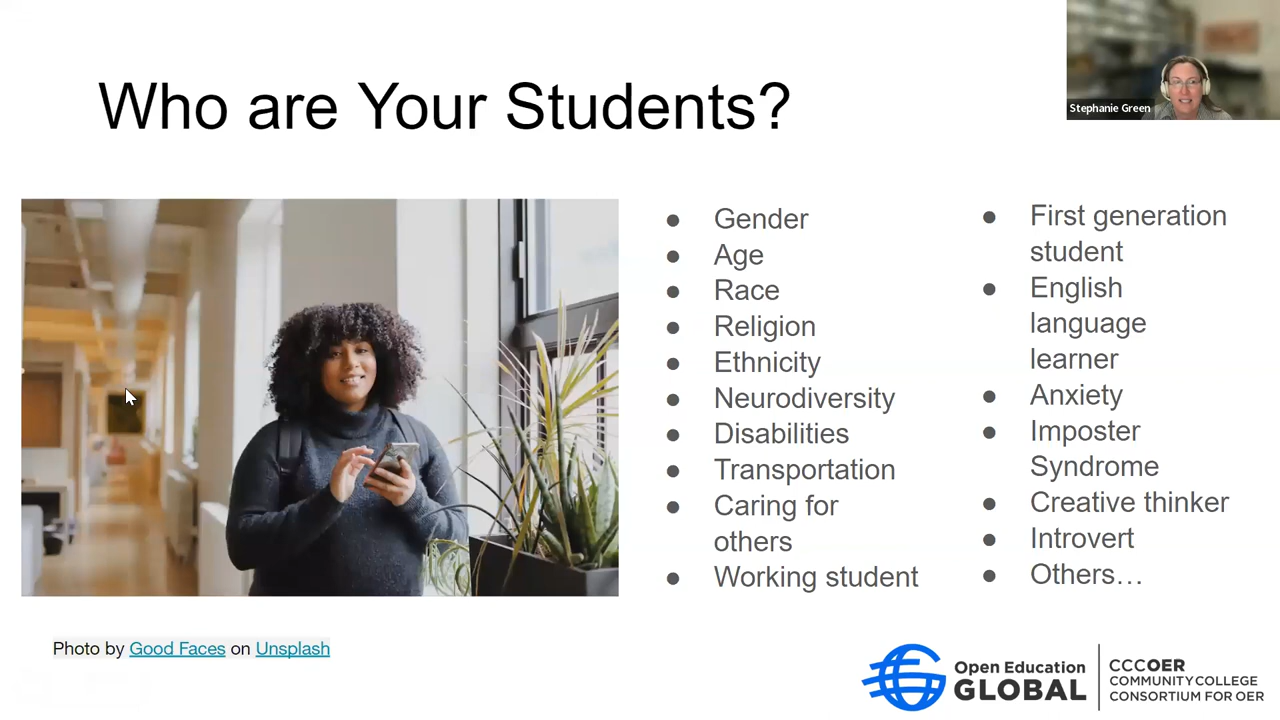 Who are Your Students?
Stephanie Green
Gender
Age
Race
Religion
Ethnicity
Neurodiversity
Disabilities
Transportation
Caring for
others
Working student
First generation
student
English
language
learner
Anxiety
Imposter
Syndrome
Creative thinker
Introvert
Others…
Photo by Good Faces on Unsplash
Open Education
GLOBAL
CCCOER
COMMUNITY COLLEGE
CONSORTIUM FOR OER